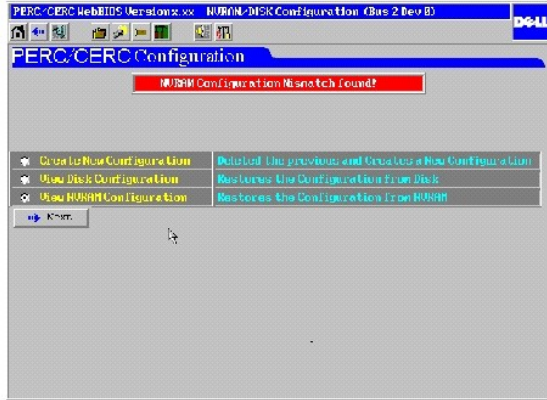 PERC/CERC WebBIOS Version x.xx NVRAM/DISK Configuration (Bus 2 Dev 8)
DELL
PERC/CERC Configuration
NVRAM Configuration Mismatch found!
Create New Configuration Deleted the previous and Creates a New Configuration
View Disk Configuration Restores the Configuration from Disk
View NVRAM Configuration Restores the Configuration from NVRAM
Next